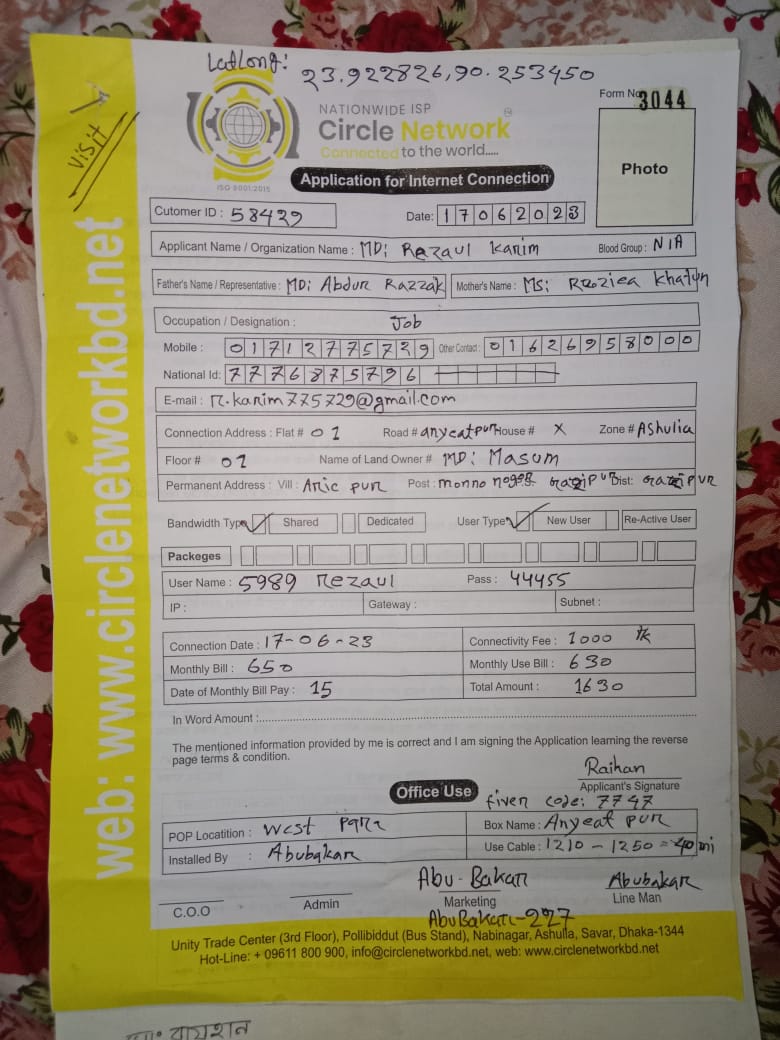 LatLong: 23.922826,90.253450
VISIT
NATIONWIDE ISP
Circle Network
Connected to the world.....
ISO 9001:2015
Form No 3044
Photo
Application for Internet Connection
Cutomer ID : 58429 Date: 17062023
Applicant Name / Organization Name : MD: Rezaul Karim Blood Group : N/A
Father's Name / Representative : MD: Abdur Razzak Mother's Name : Ms: Khatun
Occupation / Designation : Job
Mobile : 01712775729 Other Contact : 01626958000
National Id: 7776875796
E-mail : r.karim775729@gmail.com
Connection Address : Flat # 01 Road # anyeatpur House # X Zone # Ashulia
Floor # 01 Name of Land Owner # MD: Masum
Permanent Address : Vill : Aric pur Post : monno nogor Gazipur Dist: Gazipur
Bandwidth Type Shared Dedicated User Type New User Re-Active User
Packeges
User Name : 5989 rezaul Pass : 44455
IP : Gateway : Subnet :
Connection Date : 17-06-23 Connectivity Fee : 1000 tk
Monthly Bill : 650 Monthly Use Bill : 630
Date of Monthly Bill Pay : 15 Total Amount : 1630
In Word Amount :
The mentioned information provided by me is correct and I am signing the Application learning the reverse
page terms & condition.
Raihan
Applicant's Signature
Office Use
fiver code: 7747
POP Locatition : West para Box Name : Anyeat pur
Installed By : Abubakar Use Cable : 1210 - 1250 = 40 mi
Abu-Bakar Abubakar
C.O.O Admin Marketing Line Man
AbuBakar-227
Unity Trade Center (3rd Floor), Pollibiddut (Bus Stand), Nabinagar, Ashulia, Savar, Dhaka-1344
Hot-Line: + 09611 800 900, info@circlenetworkbd.net, web: www.circlenetworkbd.net
web: www.circlenetworkbd.net